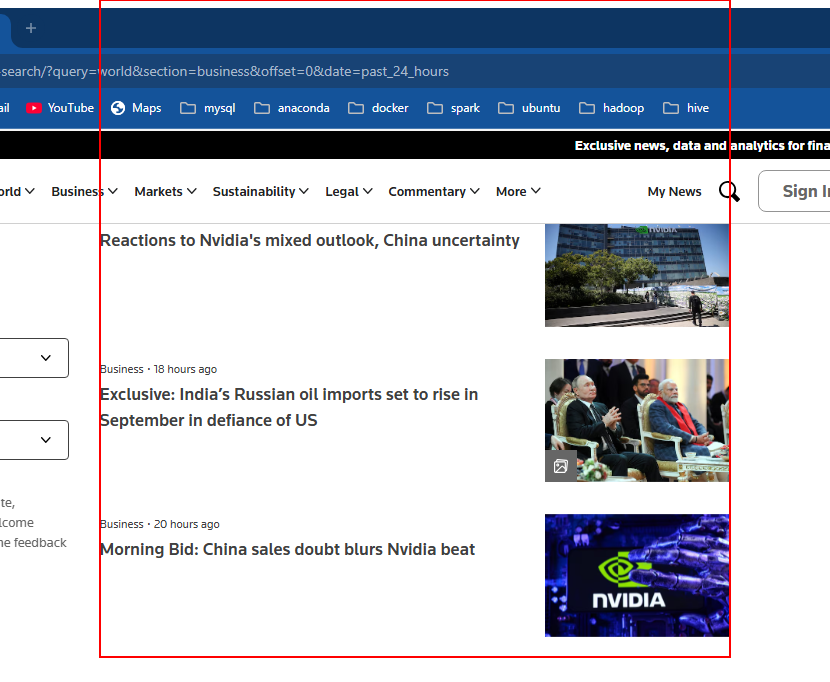 -search/?query=world&section=business&offset=0&date=past_24_hours
ail YouTube Maps mysql anaconda docker spark ubuntu hadoop hive
Exclusive news, data and analytics for fina
orld Business Markets Sustainability Legal Commentary More My News Sign In
Reactions to Nvidia's mixed outlook, China uncertainty
NVIDIA
Business · 18 hours ago
Exclusive: India’s Russian oil imports set to rise in
September in defiance of US
te,
lcome
he feedback
Business · 20 hours ago
Morning Bid: China sales doubt blurs Nvidia beat
NVIDIA